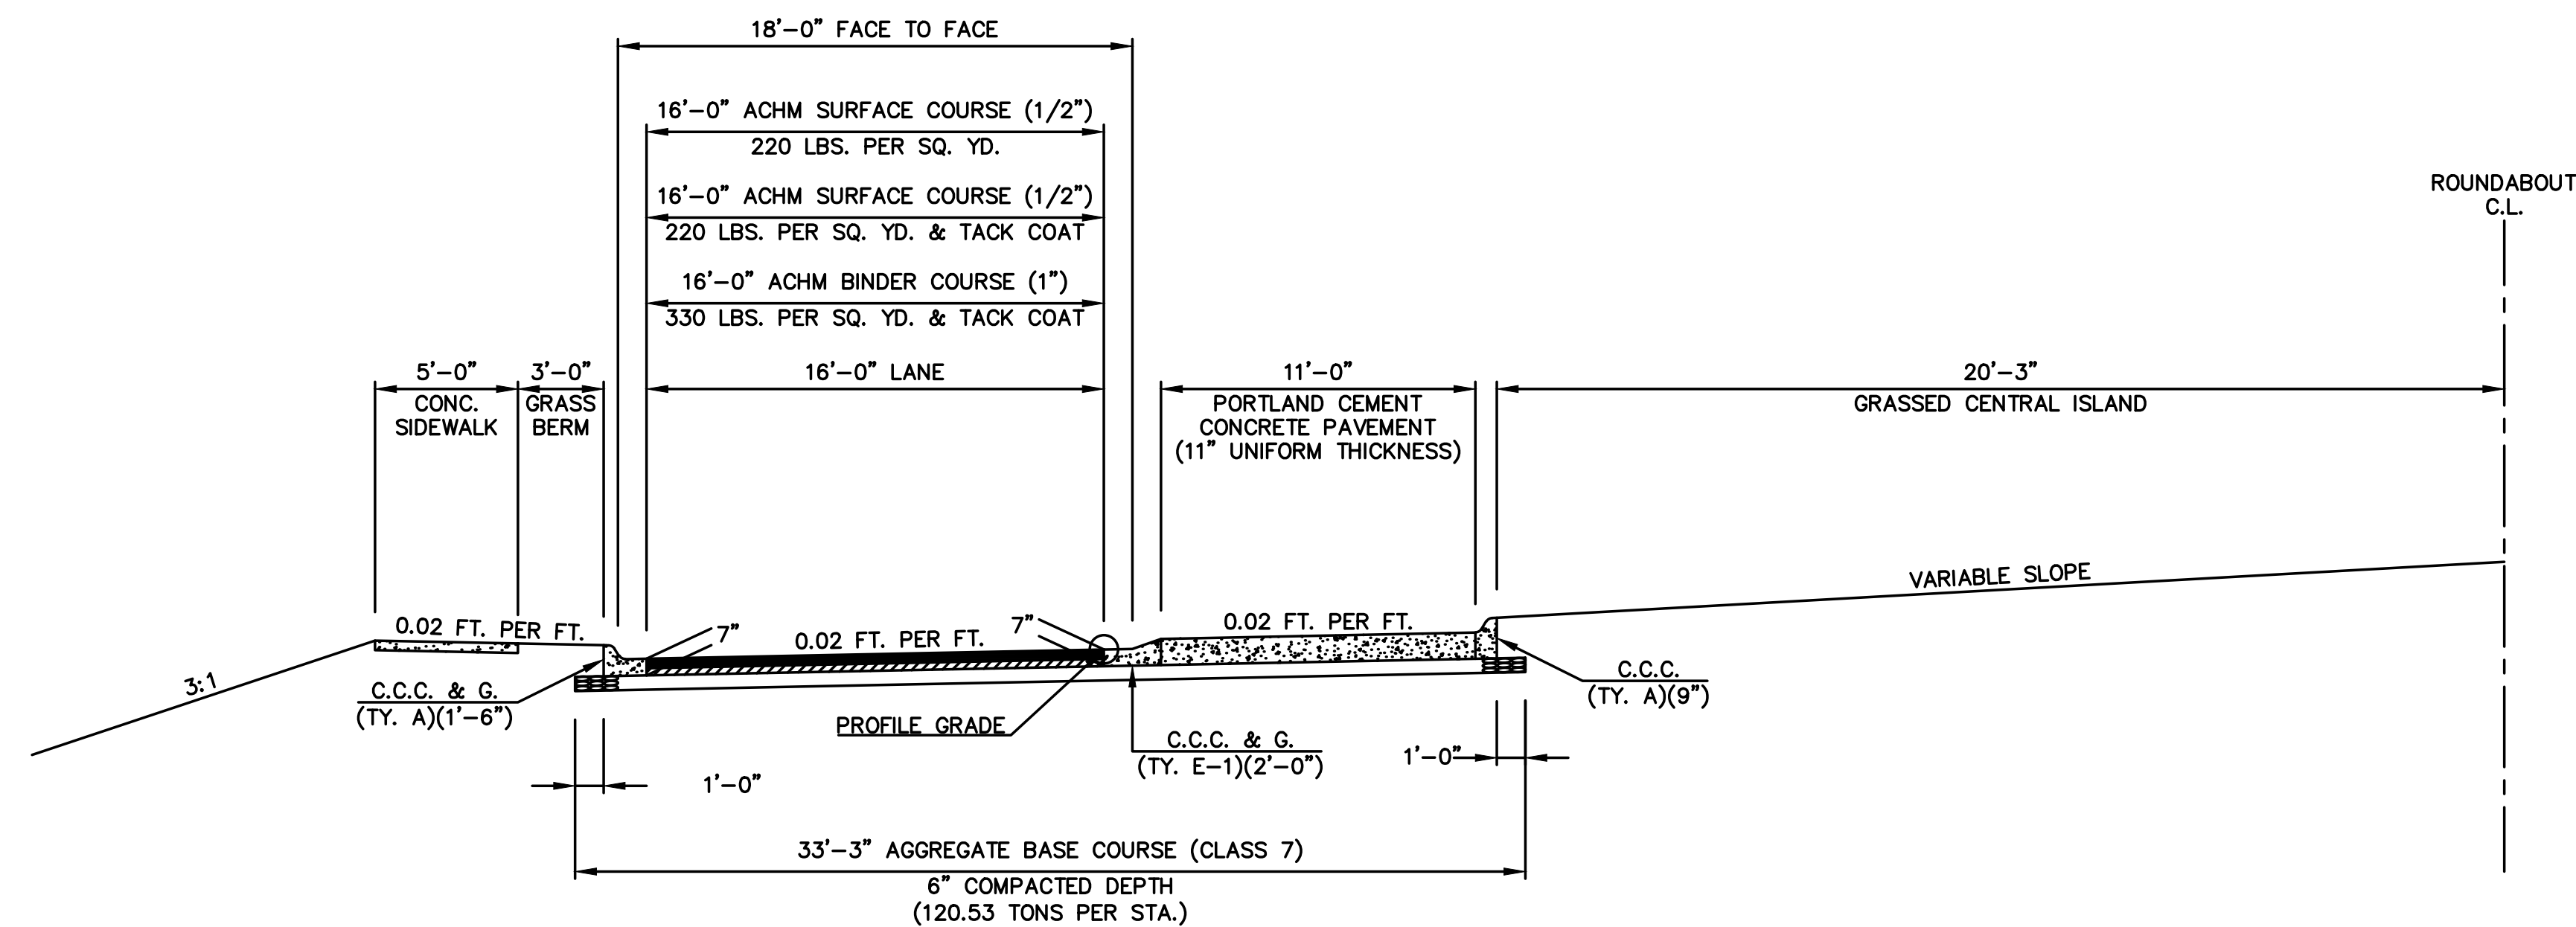 18'-0" FACE TO FACE
16'-0" ACHM SURFACE COURSE (1/2")
220 LBS. PER SQ. YD.
16'-0" ACHM SURFACE COURSE (1/2")
220 LBS. PER SQ. YD. & TACK COAT
16'-0" ACHM BINDER COURSE (1")
330 LBS. PER SQ. YD. & TACK COAT
ROUNDABOUT
C.L.
5'-0"
CONC.
SIDEWALK
3'-0"
GRASS
BERM
16'-0" LANE
11'-0"
PORTLAND CEMENT
CONCRETE PAVEMENT
(11" UNIFORM THICKNESS)
20'-3"
GRASSED CENTRAL ISLAND
VARIABLE SLOPE
0.02 FT. PER FT.
7"
0.02 FT. PER FT.
7"
0.02 FT. PER FT.
3:1
C.C.C. & G.
(TY. A)(1'-6")
PROFILE GRADE
C.C.C. & G.
(TY. E-1)(2'-0")
C.C.C.
(TY. A)(9")
1'-0"
1'-0"
33'-3" AGGREGATE BASE COURSE (CLASS 7)
6" COMPACTED DEPTH
(120.53 TONS PER STA.)